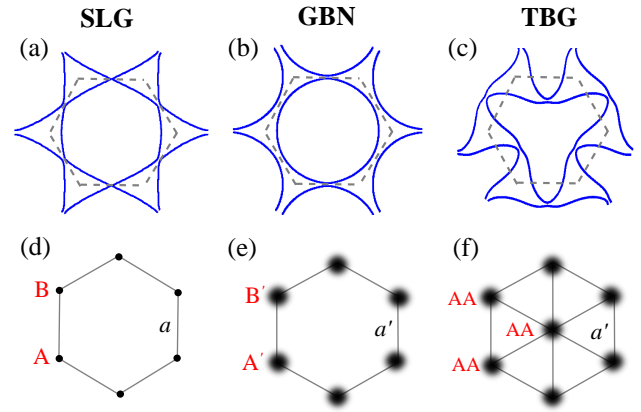 SLG GBN TBG
(a) (b) (c)
(d) (e) (f)
B B′ AA
a a′ AA a′
A A′ AA